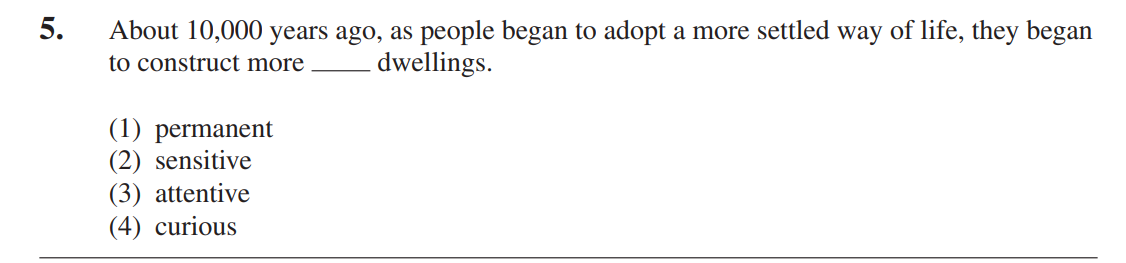 5. About 10,000 years ago, as people began to adopt a more settled way of life, they began
to construct more _____ dwellings.
(1) permanent
(2) sensitive
(3) attentive
(4) curious